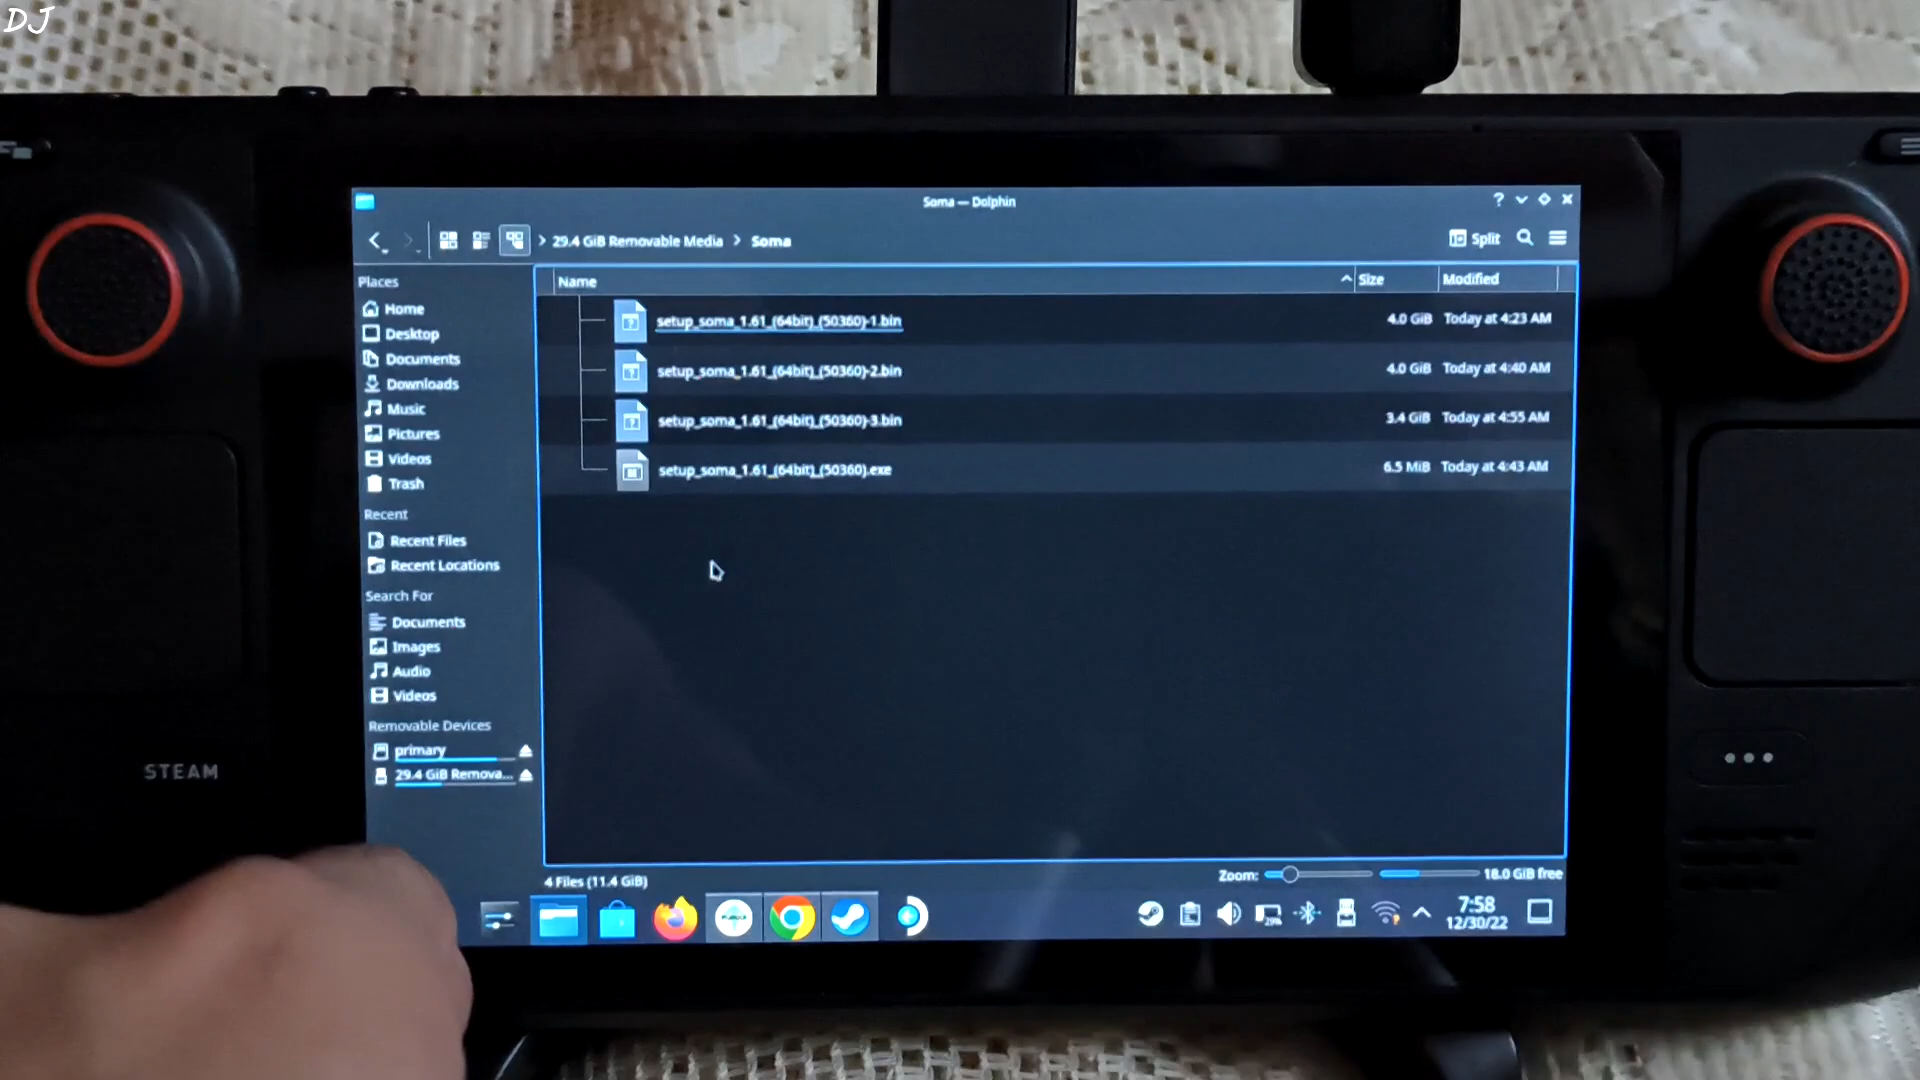 DJ
Soma — Dolphin
29.4 GiB Removable Media > Soma
Split
Places
Home
Desktop
Documents
Downloads
Music
Pictures
Videos
Trash
Recent
Recent Files
Recent Locations
Search For
Documents
Images
Audio
Videos
Removable Devices
primary
29.4 GiB Remova...
Name Size Modified
setup_soma_1.61_(64bit)_(50360)-1.bin 4.0 GiB Today at 4:23 AM
setup_soma_1.61_(64bit)_(50360)-2.bin 4.0 GiB Today at 4:40 AM
setup_soma_1.61_(64bit)_(50360)-3.bin 3.4 GiB Today at 4:55 AM
setup_soma_1.61_(64bit)_(50360).exe 6.5 MiB Today at 4:43 AM
4 Files (11.4 GiB)
Zoom:
18.0 GiB free
7:58
12/30/22
STEAM